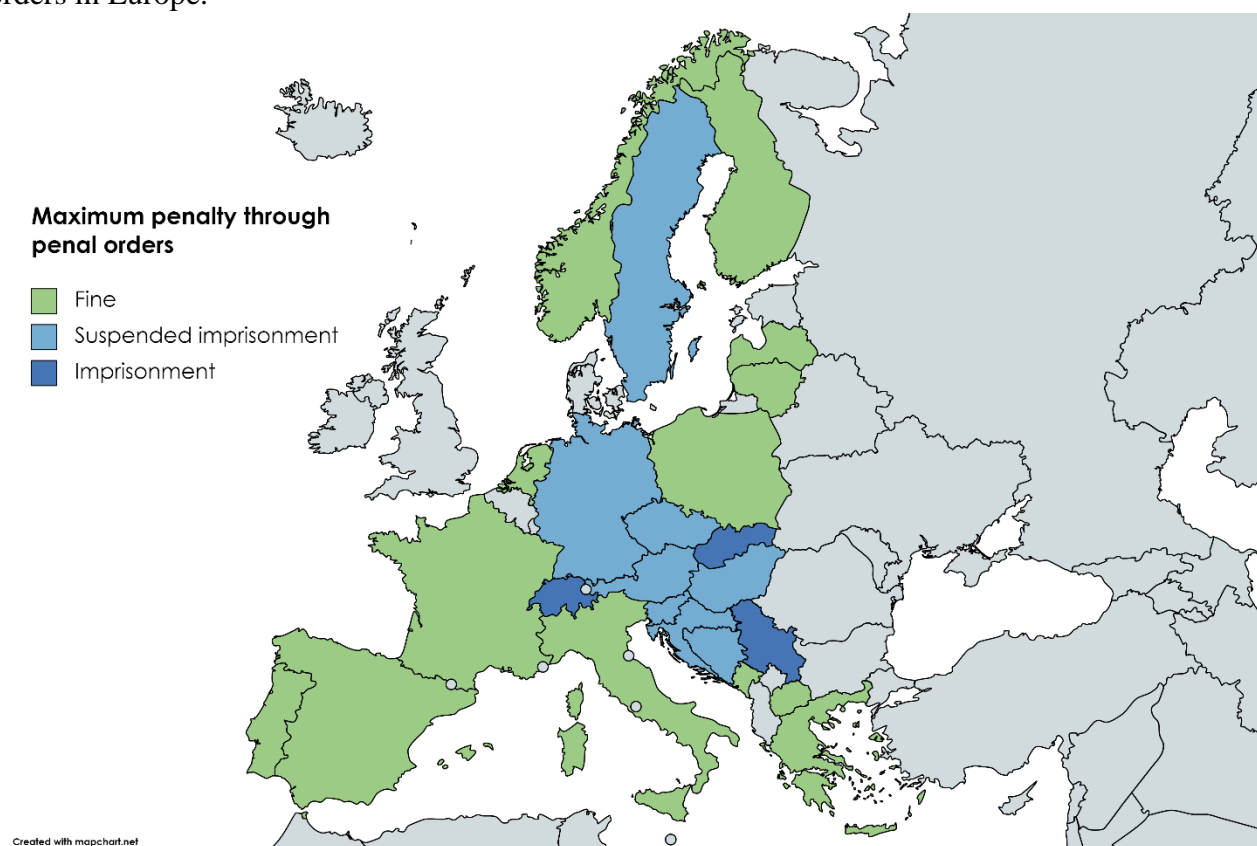 orders in Europe.
Maximum penalty through
penal orders
Fine
Suspended imprisonment
Imprisonment
Created with mapchart.net